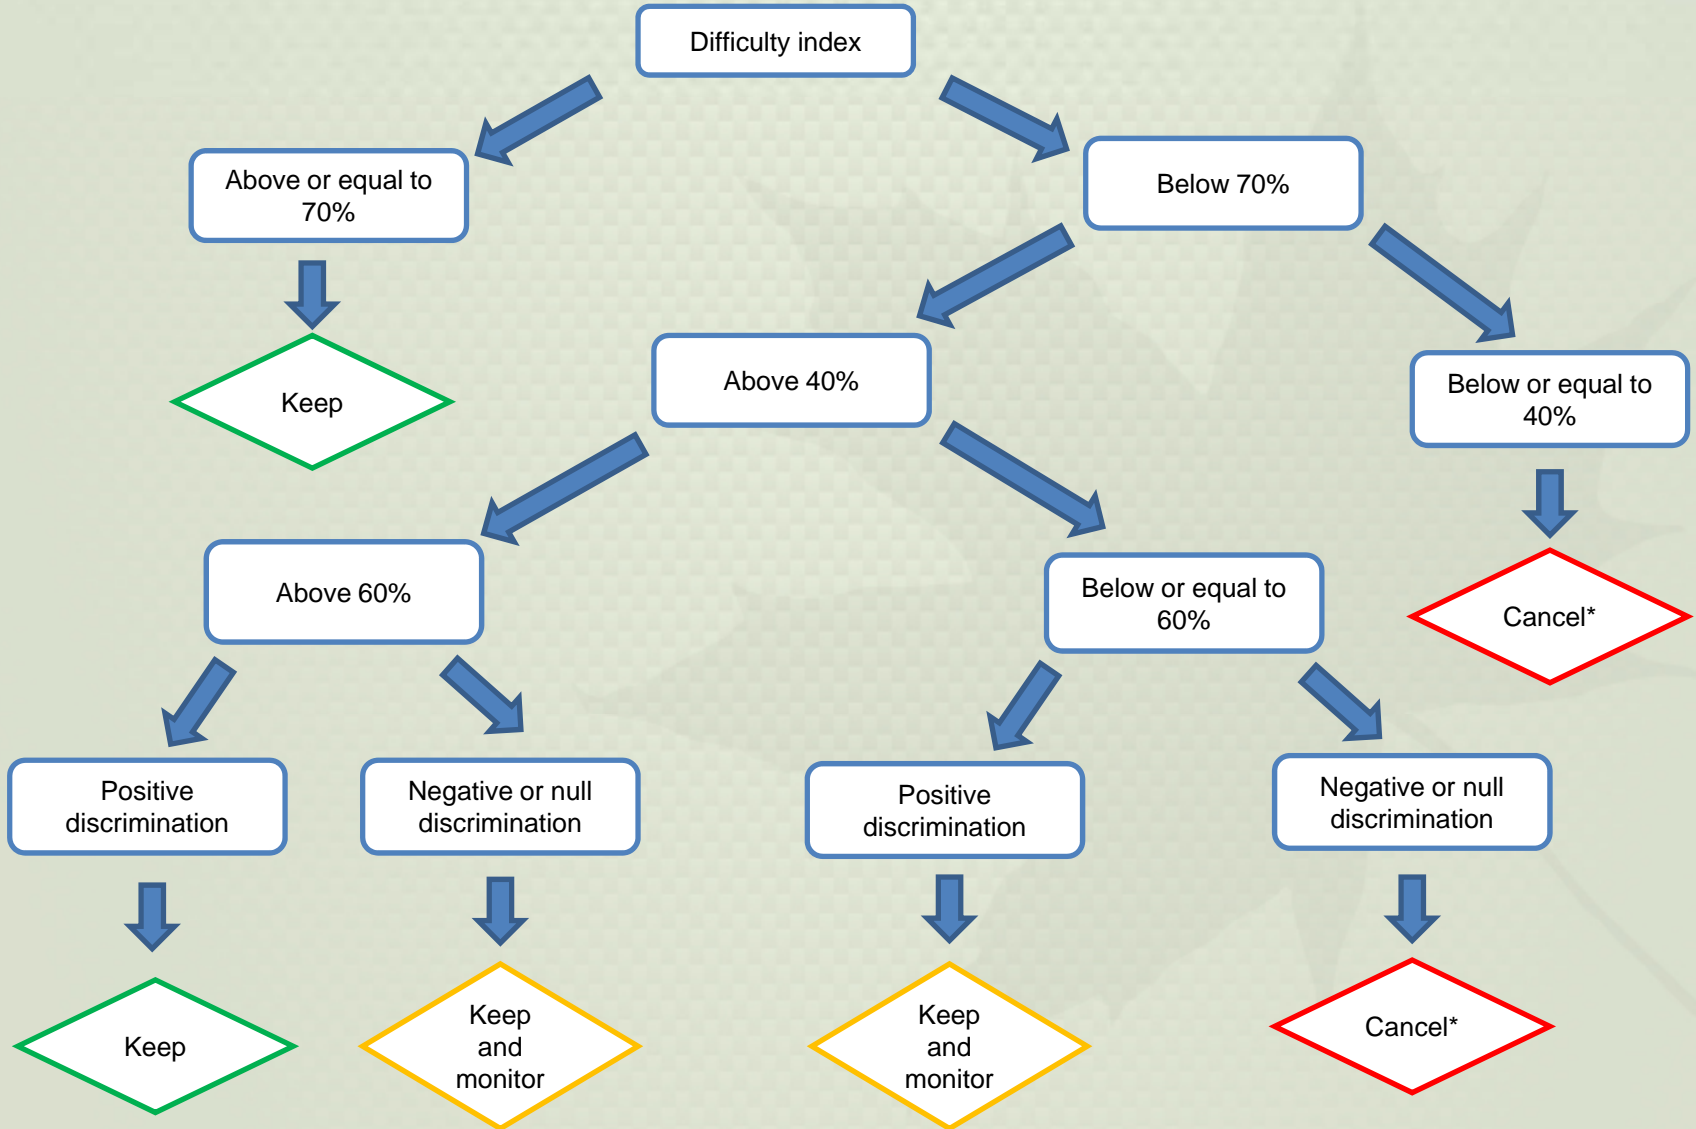 Difficulty index
Above or equal to
70%
Below 70%
Keep
Above 40%
Below or equal to
40%
Above 60%
Below or equal to
60%
Cancel*
Positive
discrimination
Negative or null
discrimination
Positive
discrimination
Negative or null
discrimination
Keep
Keep
and
monitor
Keep
and
monitor
Cancel*